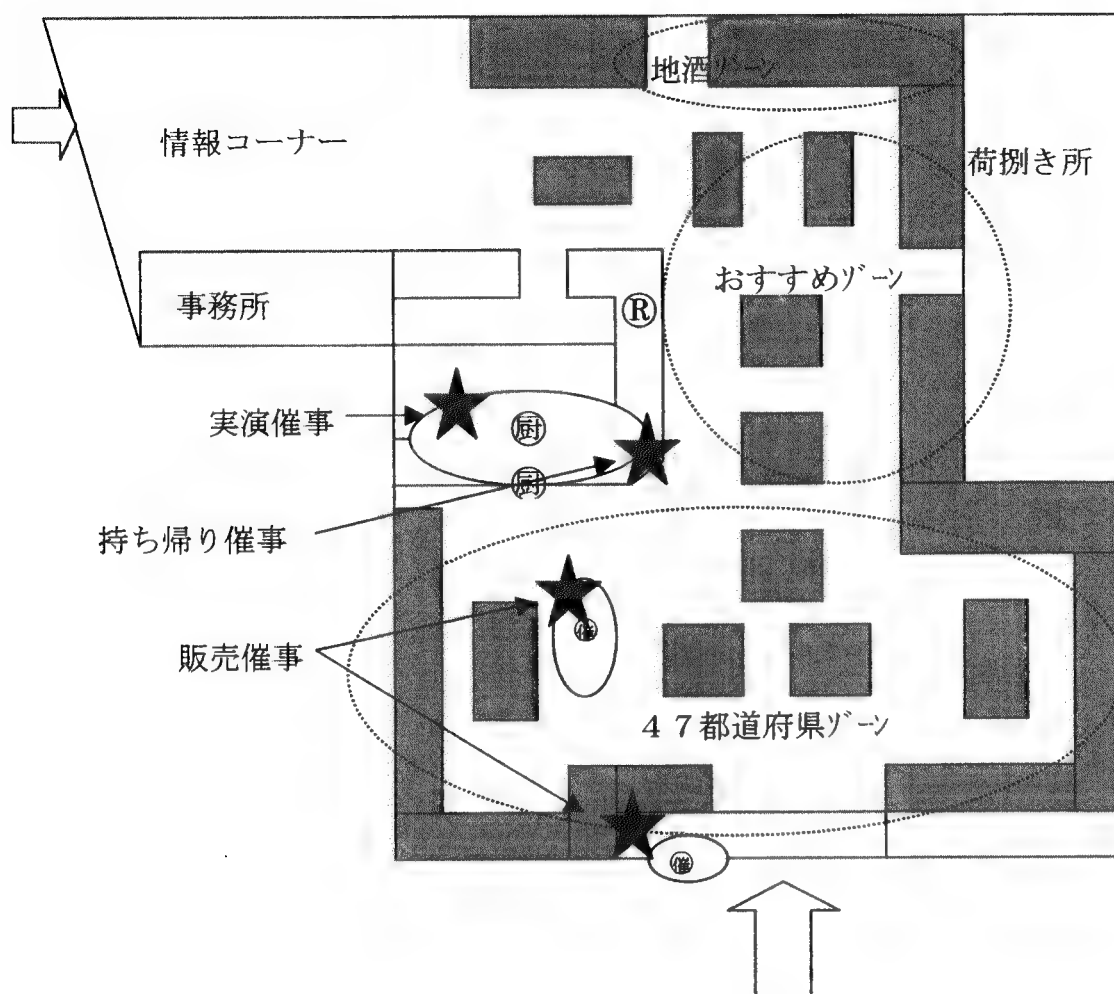 地酒ゾーン
情報コーナー
荷捌き所
おすすめゾーン
事務所
Ⓡ
実演催事
厨
厨
持ち帰り催事
催
販売催事
47都道府県ゾーン
催